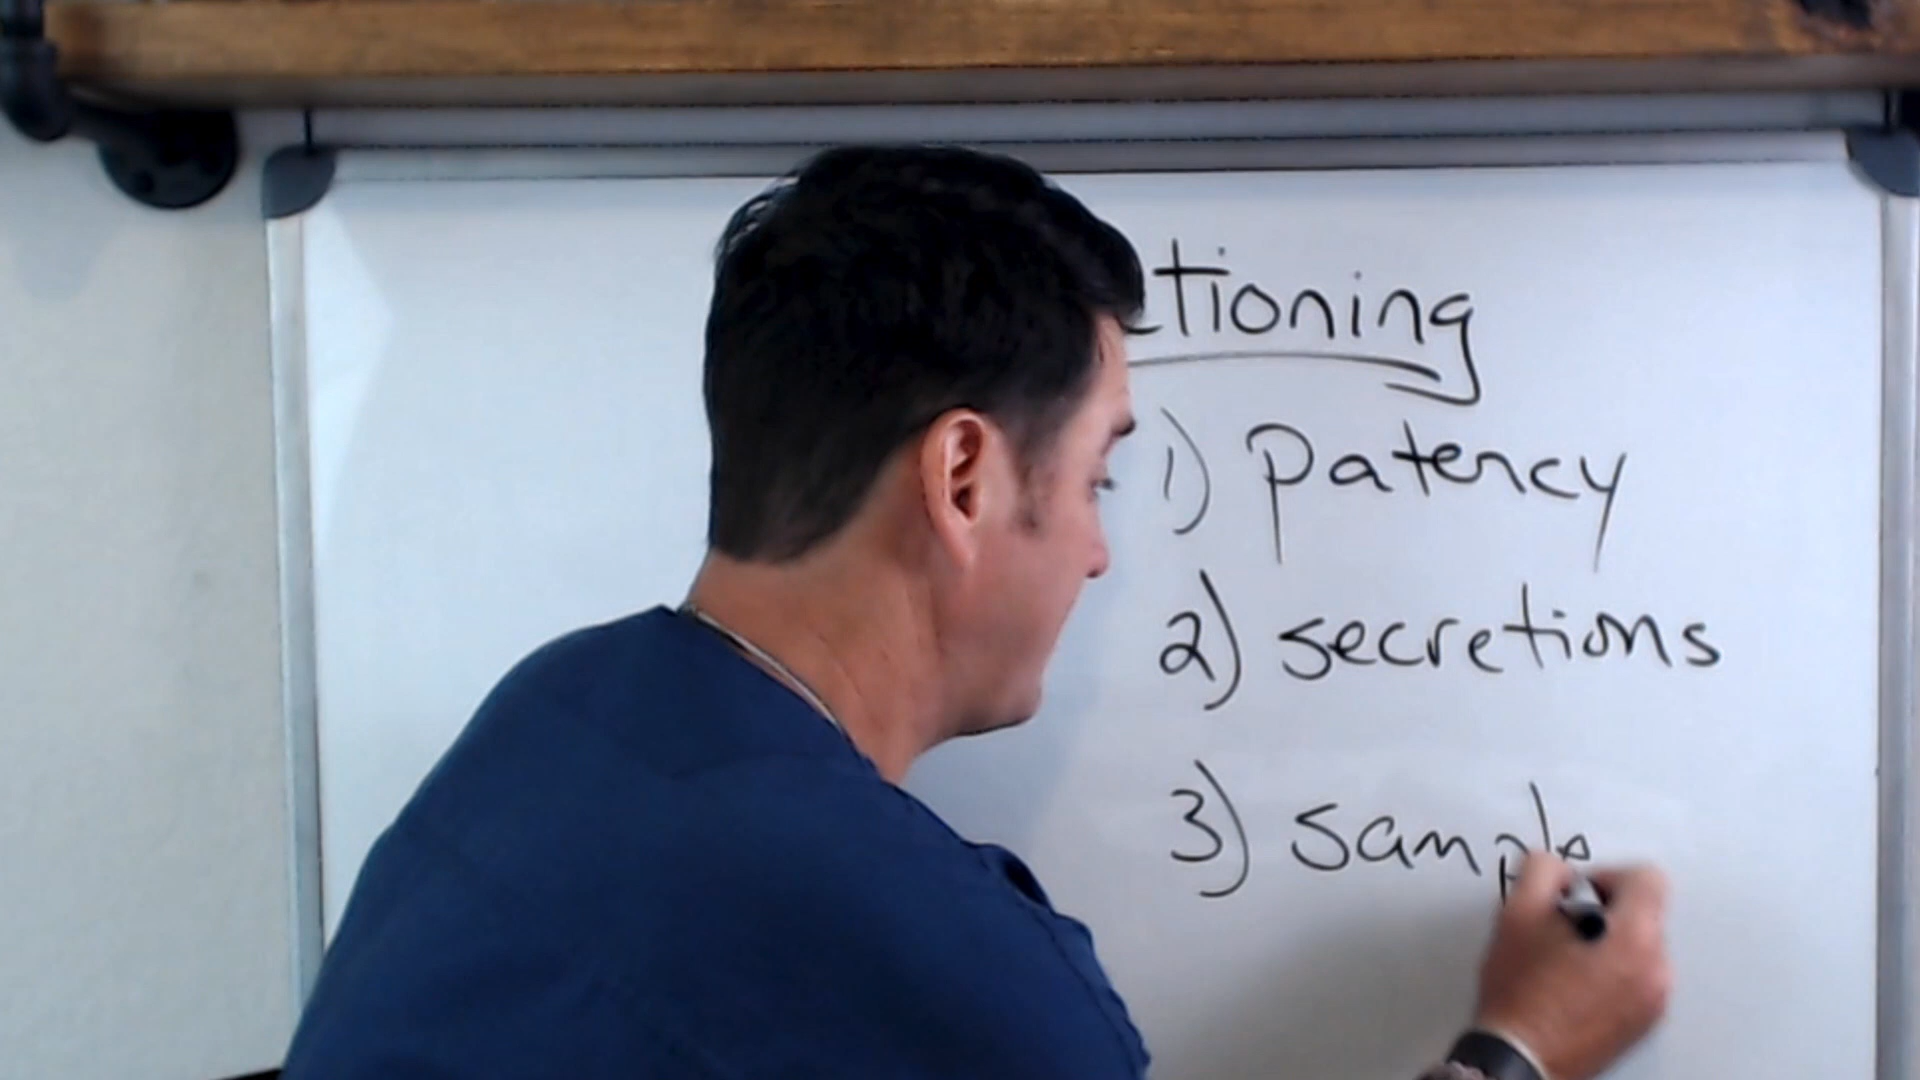 ctioning
1) patency
2) secretions
3) sample